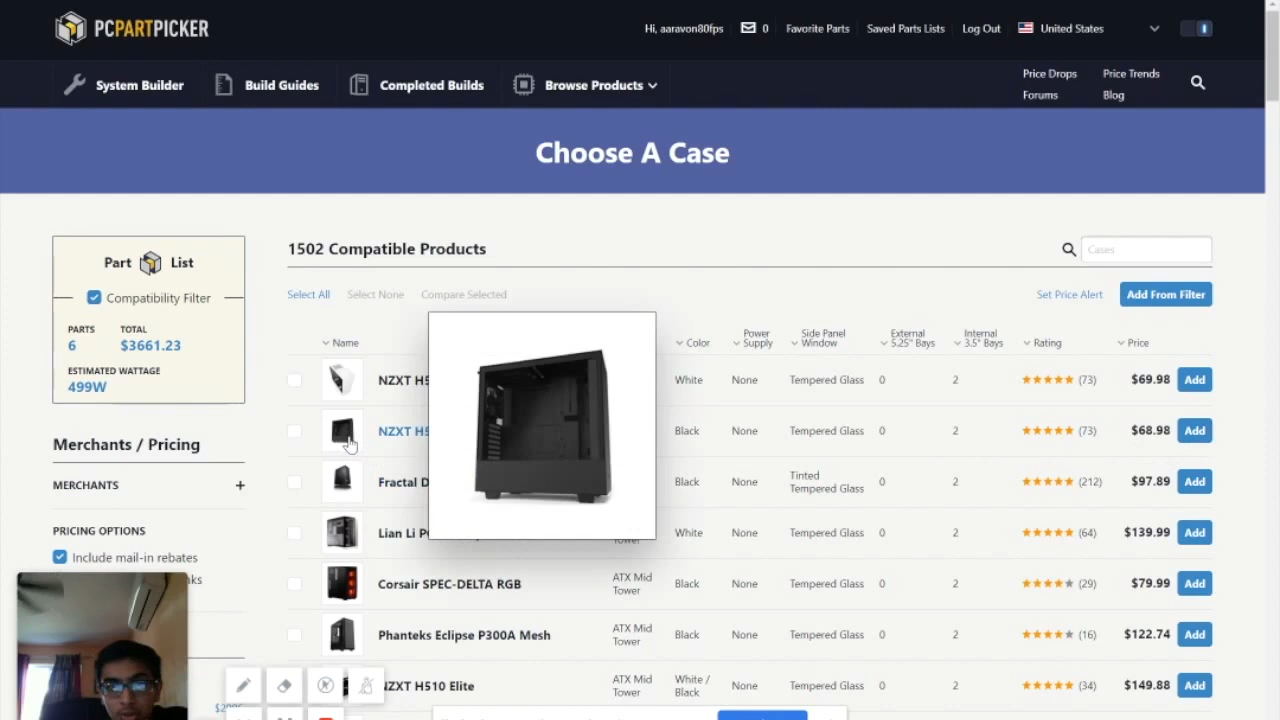 PCPARTPICKER
Hi, aaravon80fps 0 Favorite Parts Saved Parts Lists Log Out United States
System Builder Build Guides Completed Builds Browse Products
Price Drops Price Trends
Forums Blog
Choose A Case
Part List
Compatibility Filter
PARTS TOTAL
6 $3661.23
ESTIMATED WATTAGE
499W
Merchants / Pricing
MERCHANTS +
PRICING OPTIONS
Include mail-in rebates
1502 Compatible Products
Cases
Select All Select None Compare Selected Set Price Alert Add From Filter
Name Color Power Supply Side Panel Window External 5.25" Bays Internal 3.5" Bays Rating Price
NZXT H5 White None Tempered Glass 0 2 (73) $69.98 Add
NZXT H5 Black None Tempered Glass 0 2 (73) $68.98 Add
Fractal D Black None Tinted Tempered Glass 0 2 (212) $97.89 Add
Lian Li White None Tempered Glass 0 2 (64) $139.99 Add
Corsair SPEC-DELTA RGB ATX Mid Tower Black None Tempered Glass 0 2 (29) $79.99 Add
Phanteks Eclipse P300A Mesh ATX Mid Tower Black None Tempered Glass 0 2 (16) $122.74 Add
NZXT H510 Elite ATX Mid Tower White / Black None Tempered Glass 0 2 (34) $149.88 Add